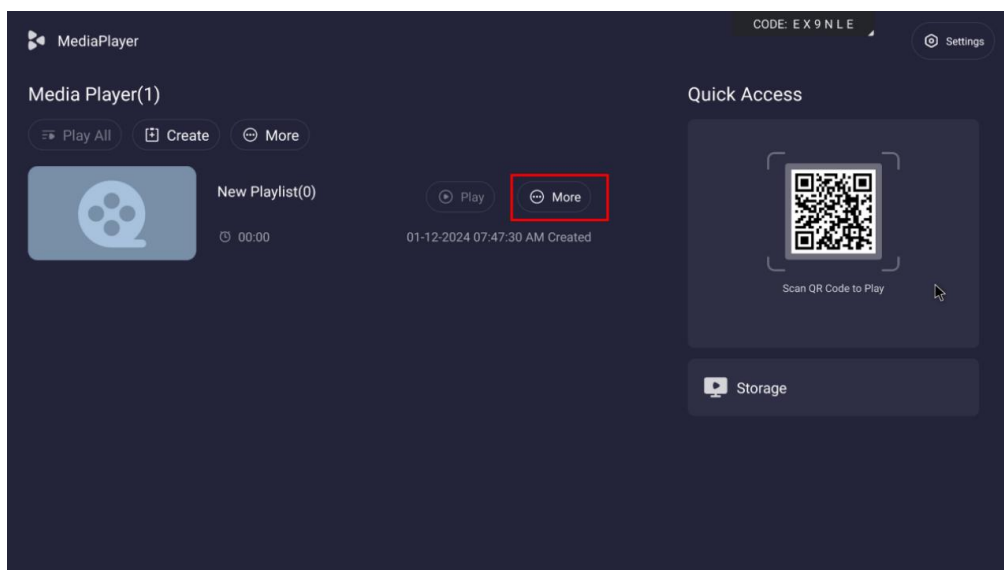 MediaPlayer
CODE: E X 9 N L E
Settings
Media Player(1)
Play All
Create
More
New Playlist(0)
Play
More
00:00
01-12-2024 07:47:30 AM Created
Quick Access
Scan QR Code to Play
Storage